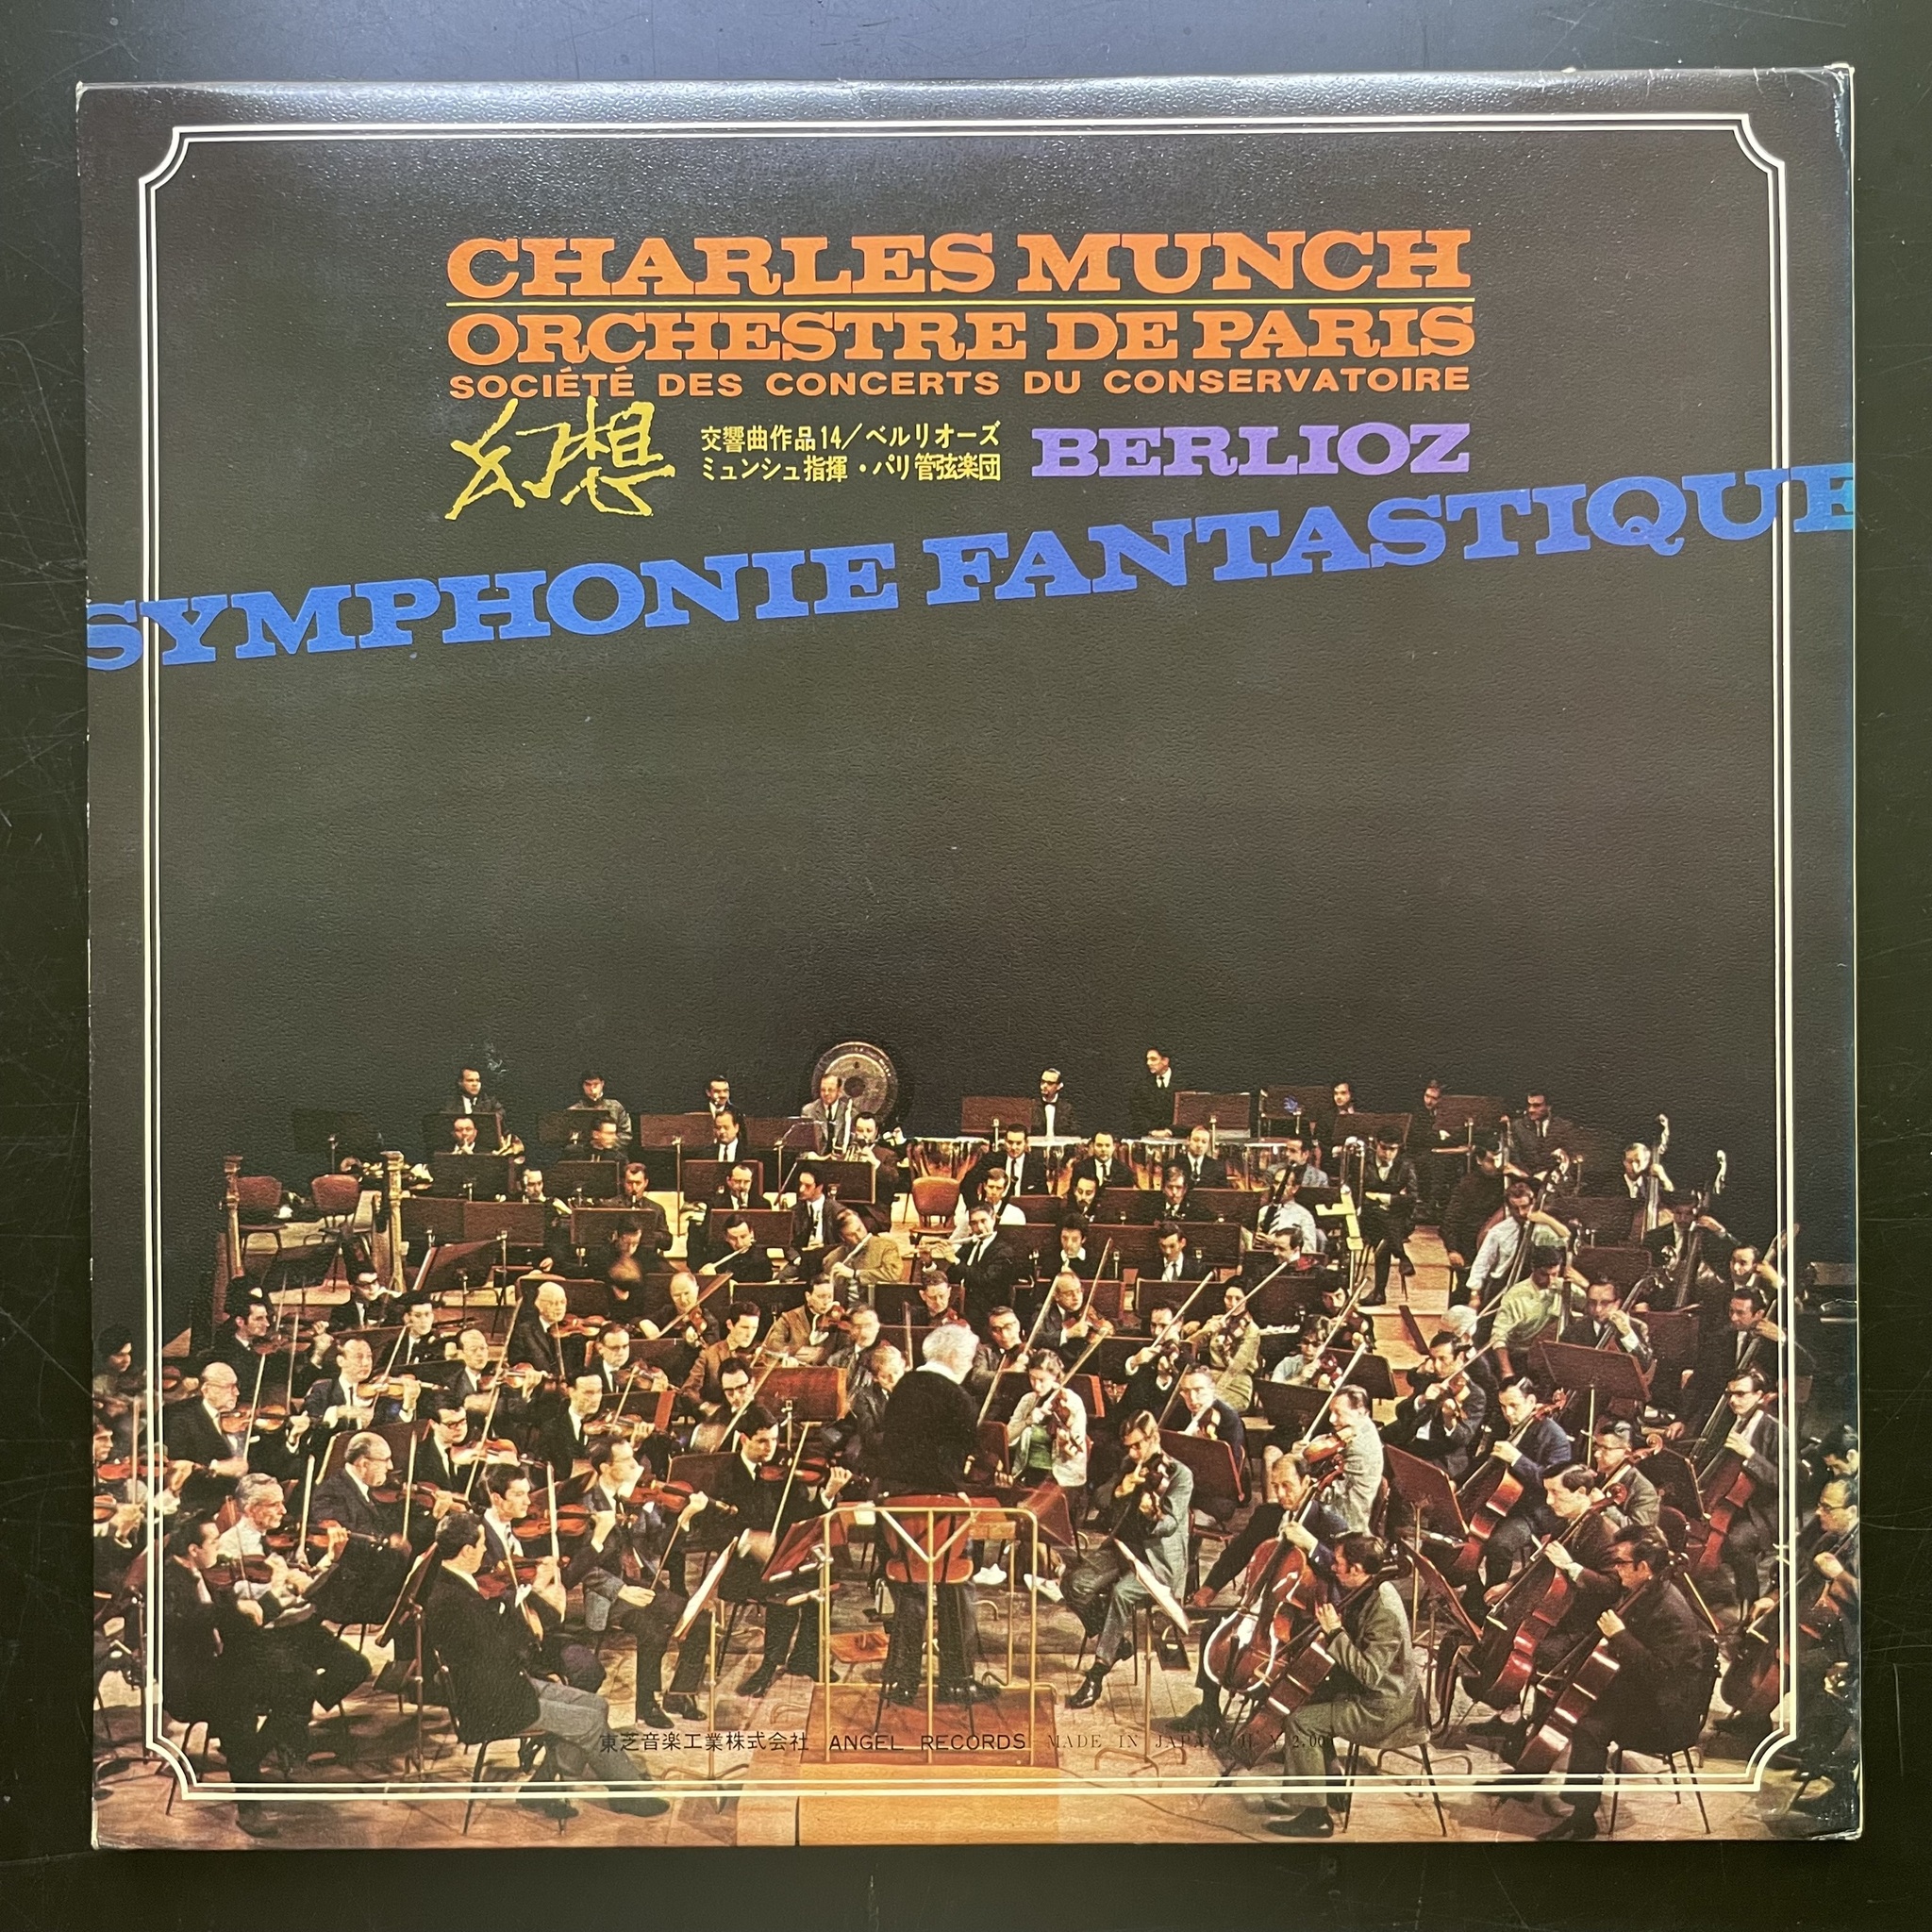 CHARLES MUNCH
ORCHESTRE DE PARIS
SOCIÉTÉ DES CONCERTS DU CONSERVATOIRE
幻想
交響曲作品14/ベルリオーズ
ミュンシュ指揮・パリ管弦楽団
BERLIOZ
SYMPHONIE FANTASTIQUE
東芝音楽工業株式会社 ANGEL RECORDS MADE IN JAPAN